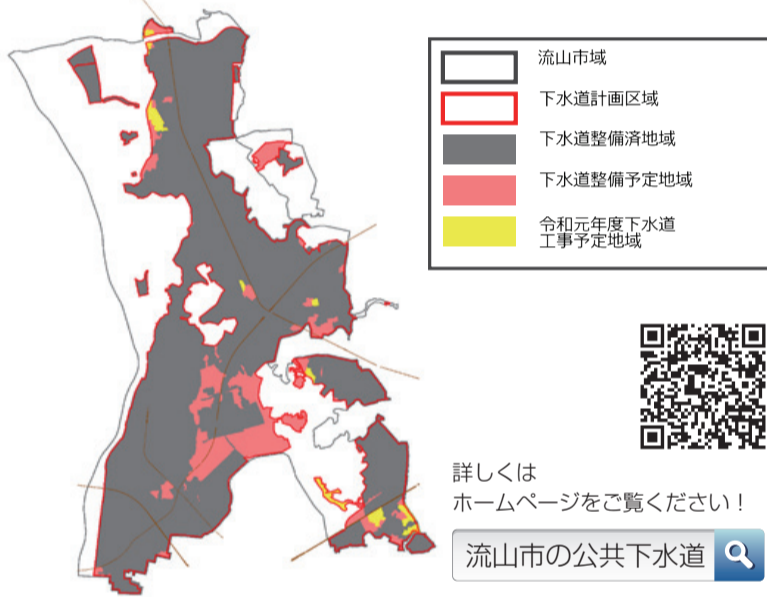 流山市域
下水道計画区域
下水道整備済地域
下水道整備予定地域
令和元年度下水道
工事予定地域
詳しくは
ホームページをご覧ください！
流山市の公共下水道